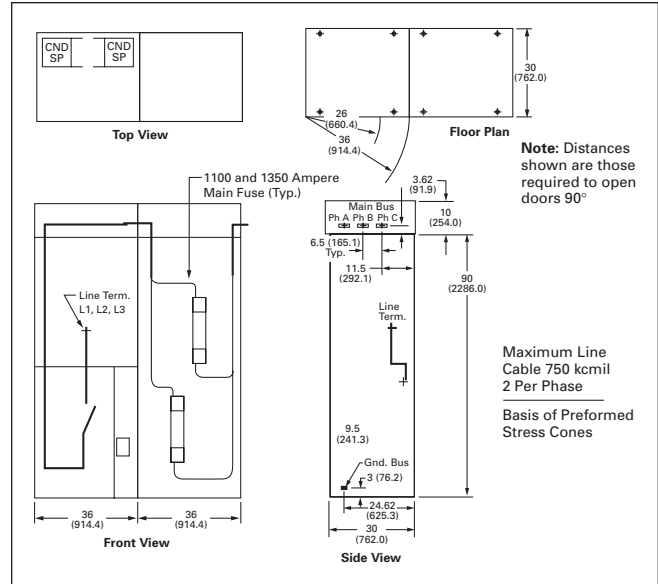 CND
SP
CND
SP
Top View
30
(762.0)
26
(660.4)
36
(914.4)
Floor Plan
Note: Distances
shown are those
required to open
doors 90°
1100 and 1350 Ampere
Main Fuse (Typ.)
Line Term.
L1, L2, L3
36
(914.4)
36
(914.4)
Front View
3.62
(91.9)
Main Bus
Ph A Ph B Ph C
10
(254.0)
6.5 (165.1)
Typ.
11.5
(292.1)
90
(2286.0)
Line
Term.
9.5
(241.3)
Gnd. Bus
3 (76.2)
24.62
(625.3)
30
(762.0)
Side View
Maximum Line
Cable 750 kcmil
2 Per Phase
Basis of Preformed
Stress Cones